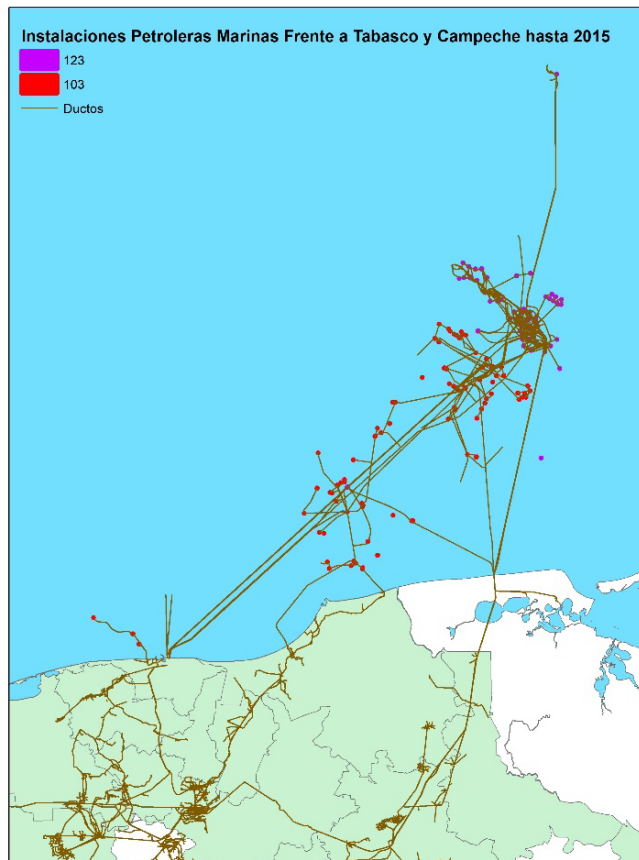 Instalaciones Petroleras Marinas Frente a Tabasco y Campeche hasta 2015
123
103
Ductos